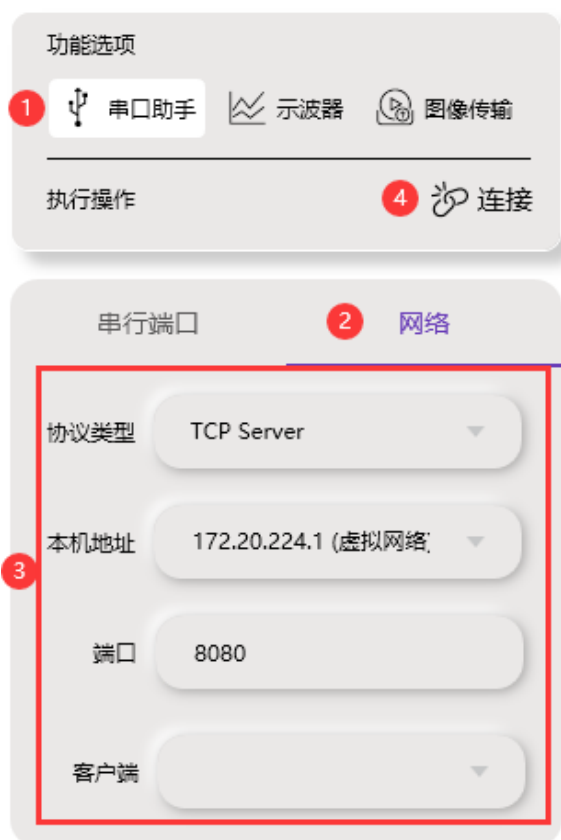 功能选项
1 串口助手 示波器 图像传输
执行操作 4 连接
串行端口 2 网络
协议类型 TCP Server
本机地址 172.20.224.1 (虚拟网络
3
端口 8080
客户端